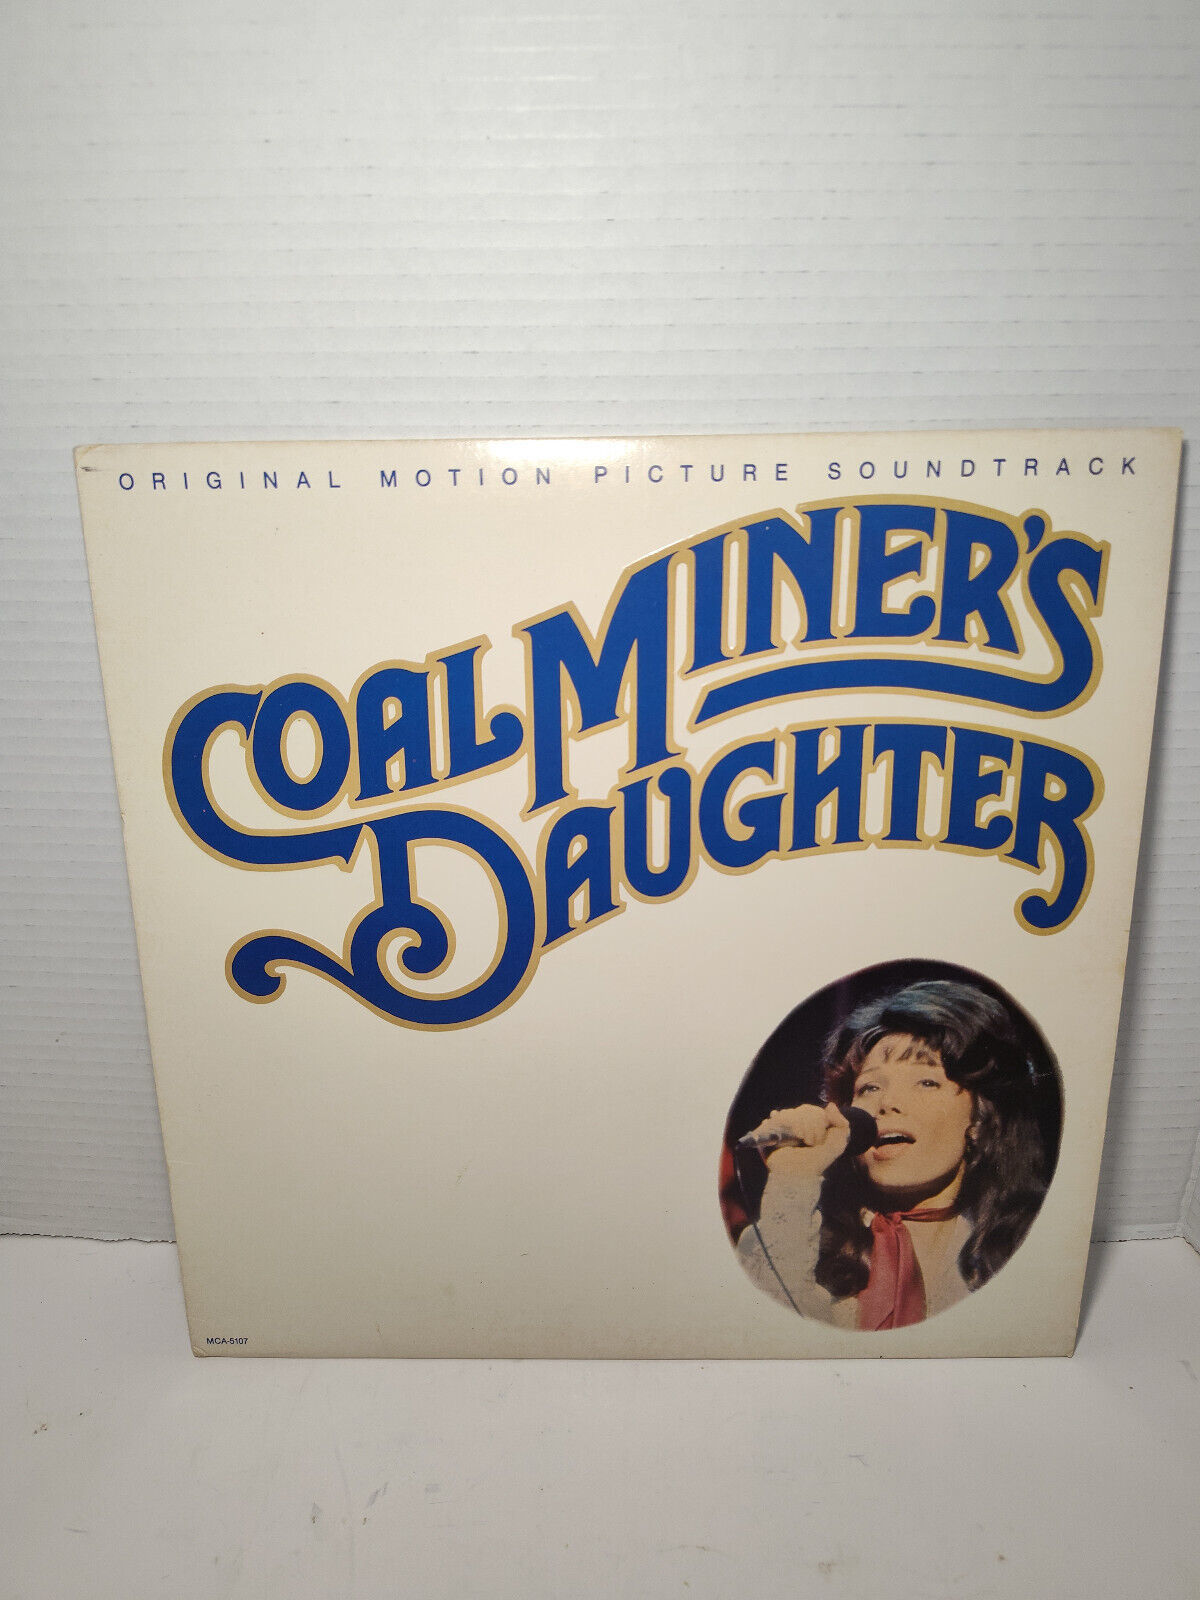 ORIGINAL MOTION PICTURE SOUNDTRACK
COAL MINER'S
DAUGHTER
MCA-5107